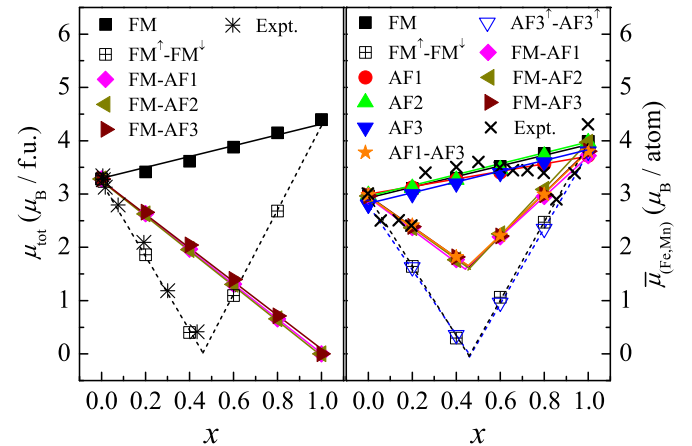 FM
Expt.
FM↑-FM↓
FM-AF1
FM-AF2
FM-AF3
6
5
4
3
2
1
0
μtot (μB / f.u.)
0.0 0.2 0.4 0.6 0.8 1.0
x
FM
AF3↑-AF3↑
FM↑-FM↓
FM-AF1
AF1
FM-AF2
AF2
FM-AF3
AF3
Expt.
AF1-AF3
0.0 0.2 0.4 0.6 0.8 1.0
x
6
5
4
3
2
1
0
μ̅(Fe,Mn) (μB / atom)